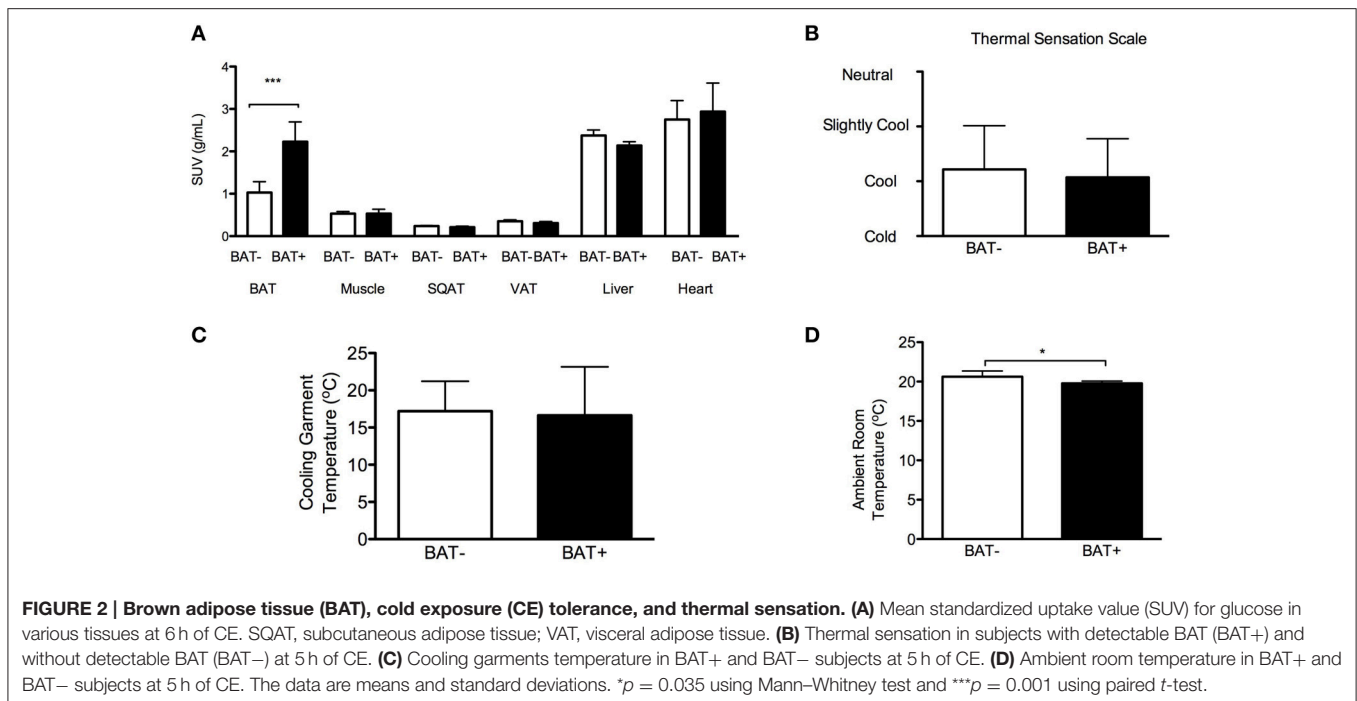 A
SUV (g/mL)
4
3
2
1
0
***
BAT- BAT+ BAT- BAT+ BAT- BAT+ BAT- BAT+ BAT- BAT+ BAT- BAT+
BAT Muscle SQAT VAT Liver Heart
B
Thermal Sensation Scale
Neutral
Slightly Cool
Cool
Cold
BAT- BAT+
C
Cooling Garment
Temperature (ºC)
25
20
15
10
5
0
BAT- BAT+
D
Ambient Room
Temperature (ºC)
25
20
15
10
5
0
*
BAT- BAT+
FIGURE 2 | Brown adipose tissue (BAT), cold exposure (CE) tolerance, and thermal sensation. (A) Mean standardized uptake value (SUV) for glucose in
various tissues at 6 h of CE. SQAT, subcutaneous adipose tissue; VAT, visceral adipose tissue. (B) Thermal sensation in subjects with detectable BAT (BAT+) and
without detectable BAT (BAT−) at 5 h of CE. (C) Cooling garments temperature in BAT+ and BAT− subjects at 5 h of CE. (D) Ambient room temperature in BAT+ and
BAT− subjects at 5 h of CE. The data are means and standard deviations. *p = 0.035 using Mann–Whitney test and ***p = 0.001 using paired t-test.